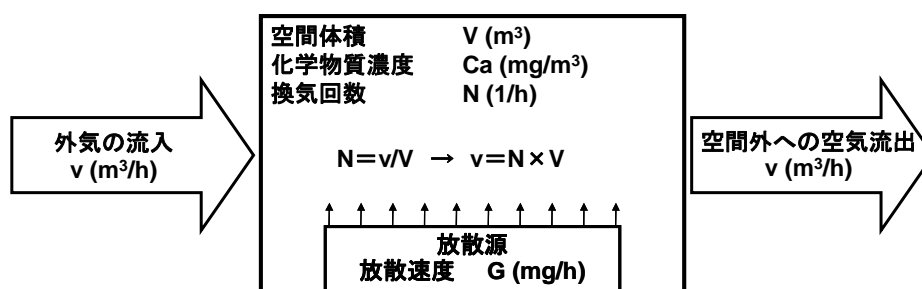 空間体積 V (m³)
化学物質濃度 Ca (mg/m³)
換気回数 N (1/h)
外気の流入
v (m³/h)
N＝v/V → v＝N×V
空間外への空気流出
v (m³/h)
放散源
放散速度 G (mg/h)